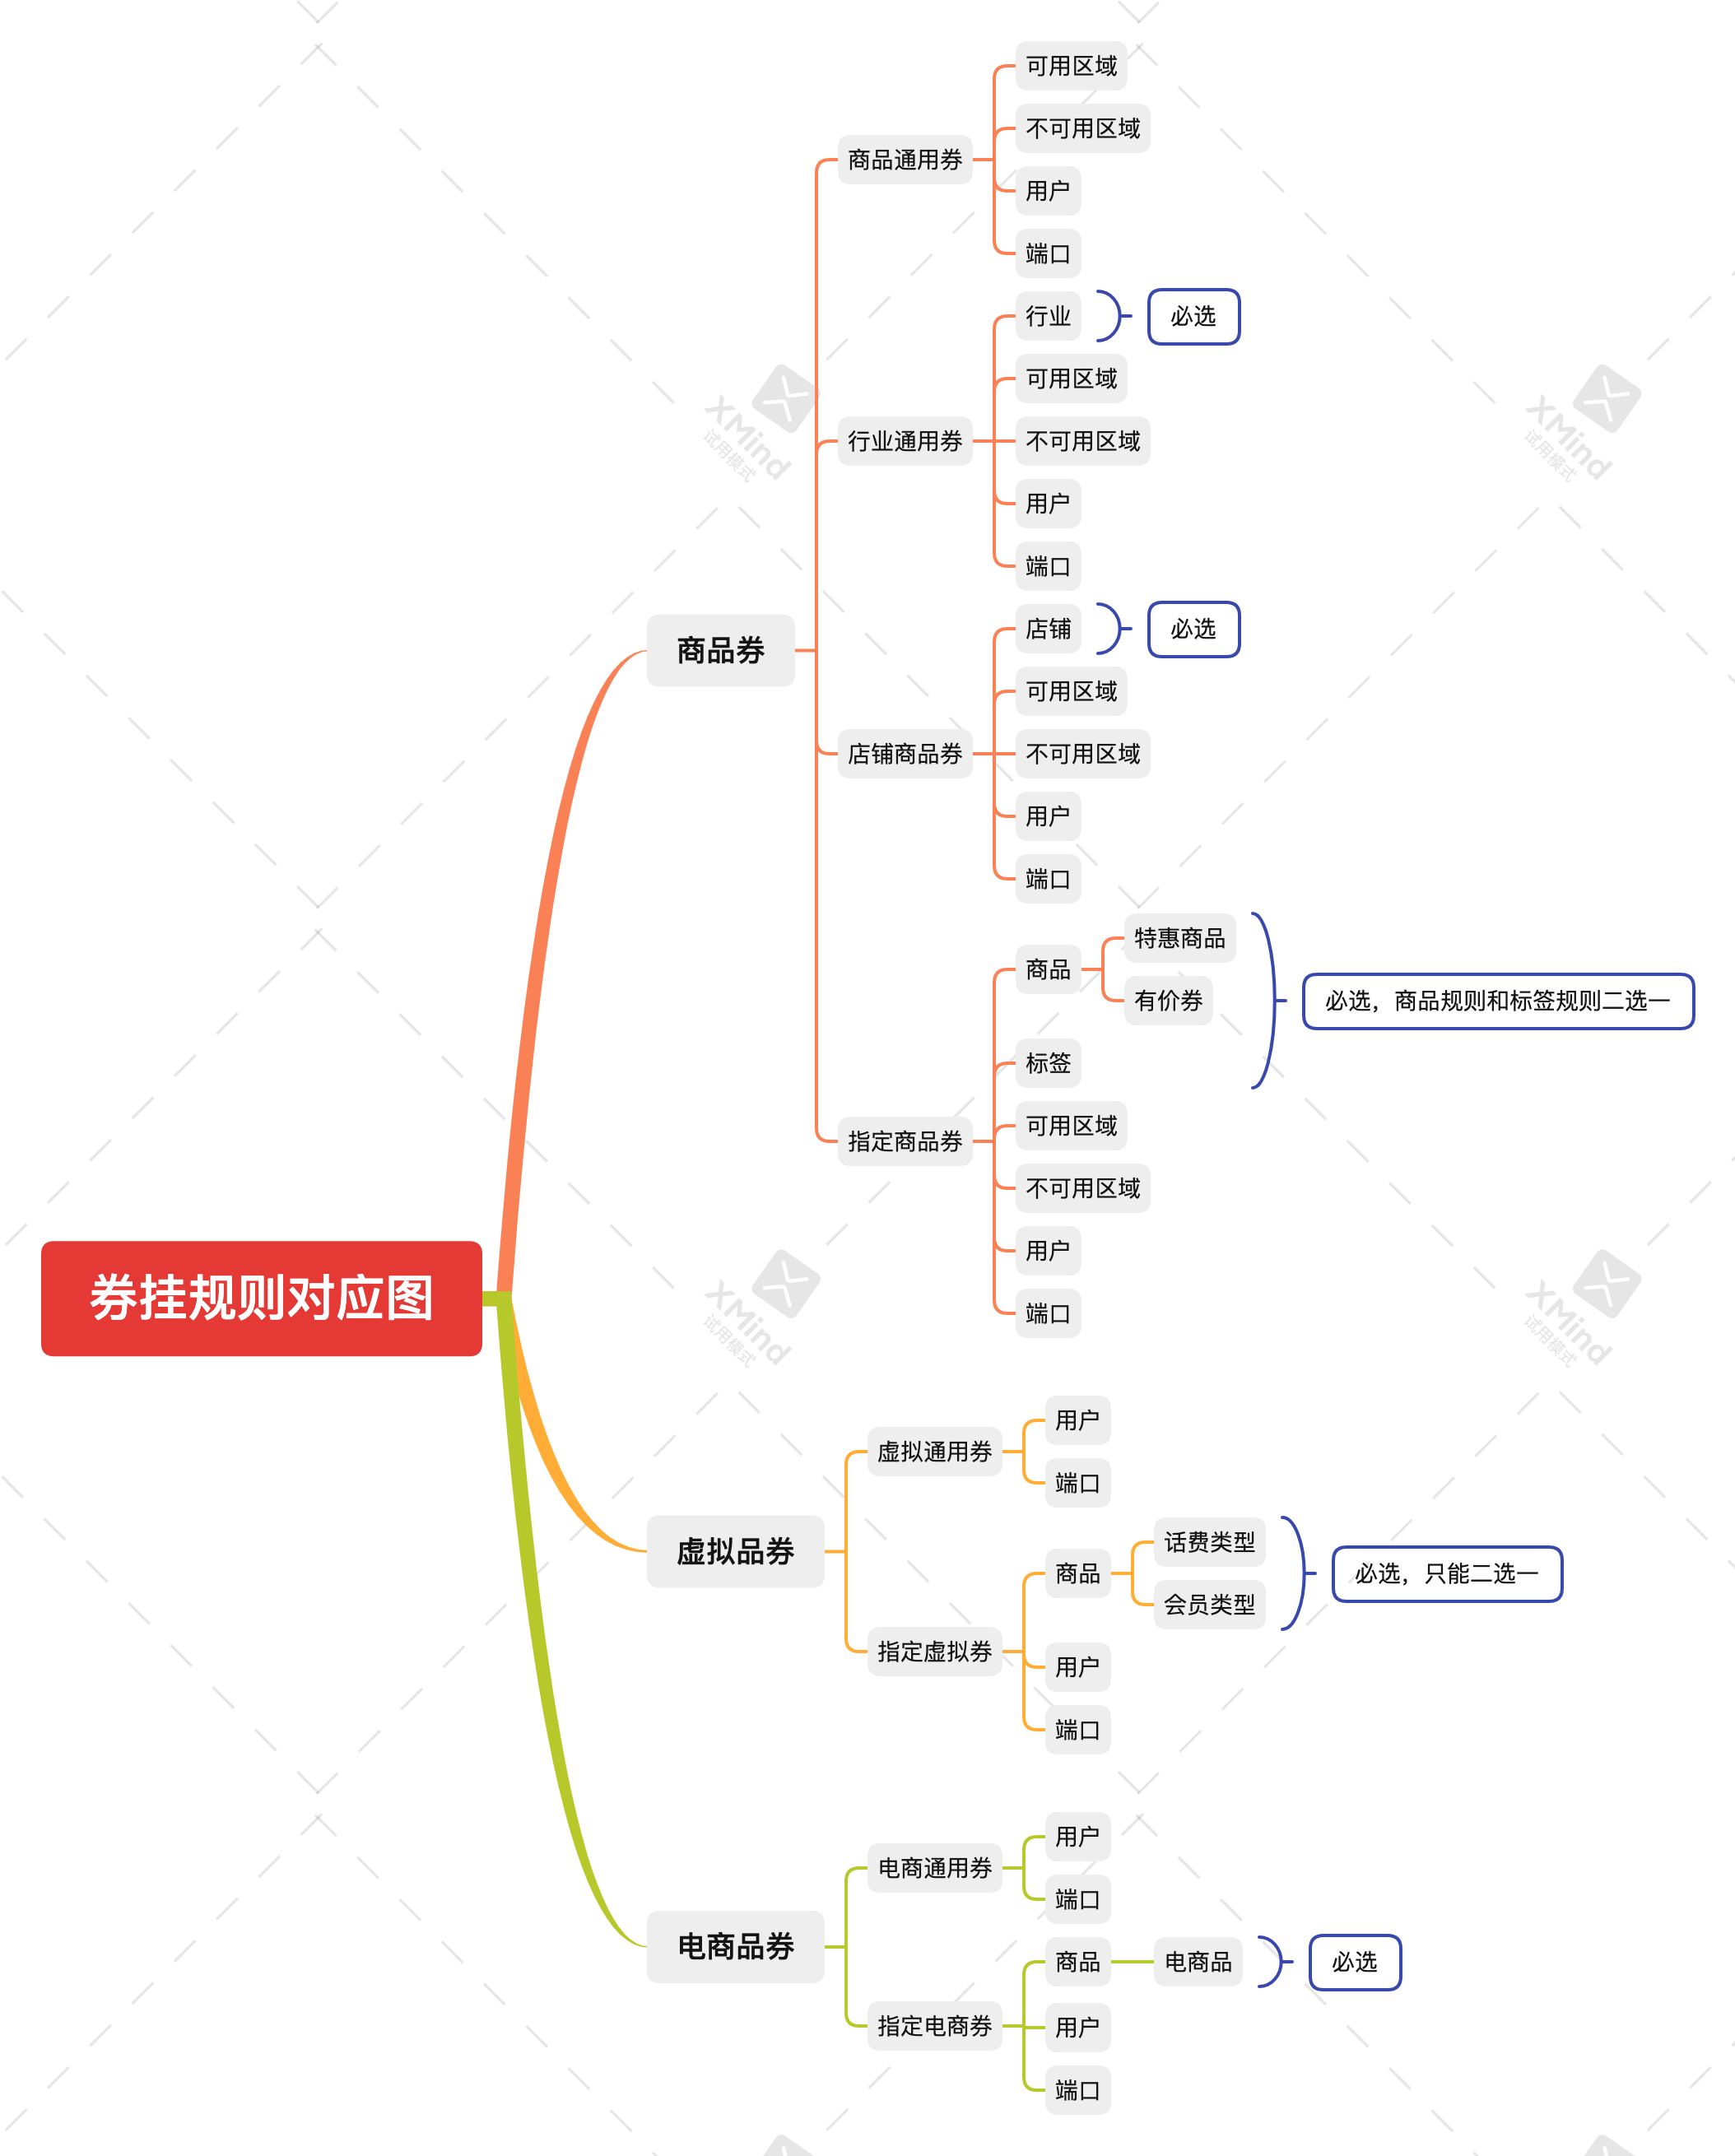 券挂规则对应图
商品券
商品通用券
可用区域
不可用区域
用户
端口
行业通用券
行业
必选
可用区域
不可用区域
用户
端口
店铺商品券
店铺
必选
可用区域
不可用区域
用户
端口
指定商品券
商品
特惠商品
有价券
标签
必选，商品规则和标签规则二选一
可用区域
不可用区域
用户
端口
虚拟品券
虚拟通用券
用户
端口
指定虚拟券
商品
话费类型
会员类型
必选，只能二选一
用户
端口
电商品券
电商通用券
用户
端口
指定电商券
商品
电商品
必选
用户
端口
XMind
试用模式
XMind
试用模式
XMind
试用模式
XMind
试用模式